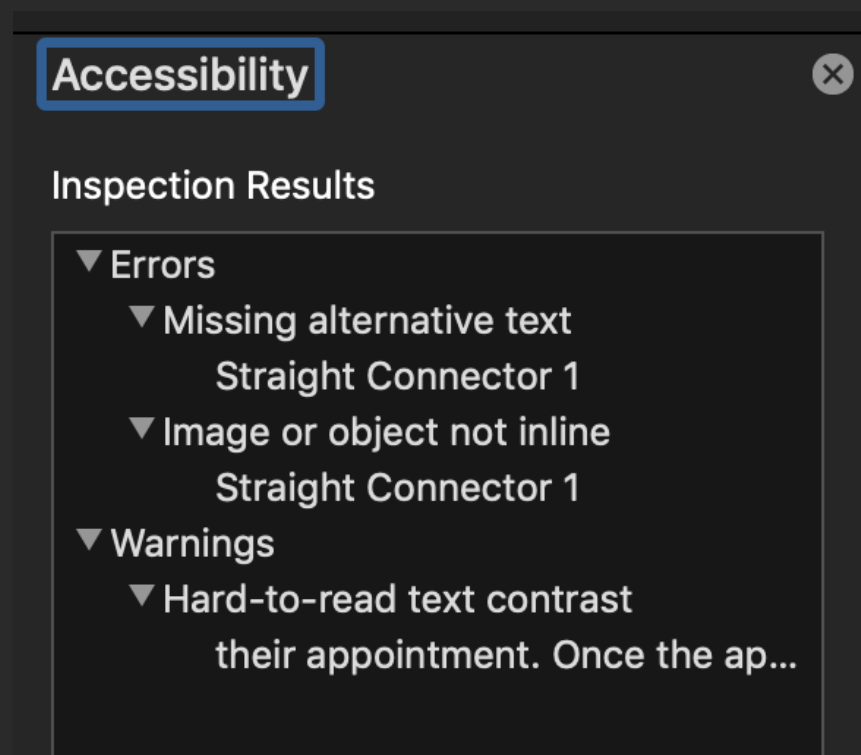 Accessibility
Inspection Results
Errors
Missing alternative text
Straight Connector 1
Image or object not inline
Straight Connector 1
Warnings
Hard-to-read text contrast
their appointment. Once the ap...